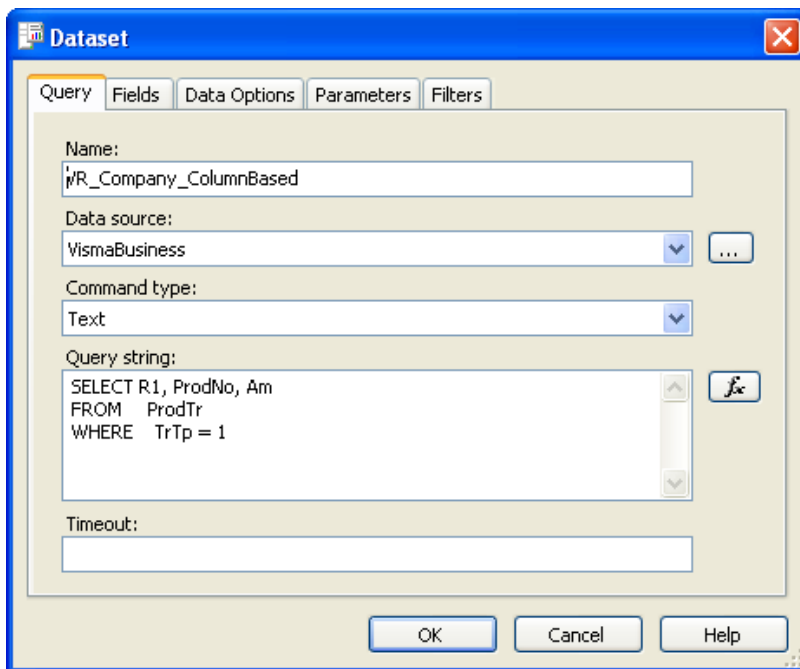 Dataset
Query Fields Data Options Parameters Filters
Name:
VR_Company_ColumnBased
Data source:
VismaBusiness
...
Command type:
Text
Query string:
SELECT R1, ProdNo, Am
FROM ProdTr
WHERE TrTp = 1
fx
Timeout:
OK Cancel Help